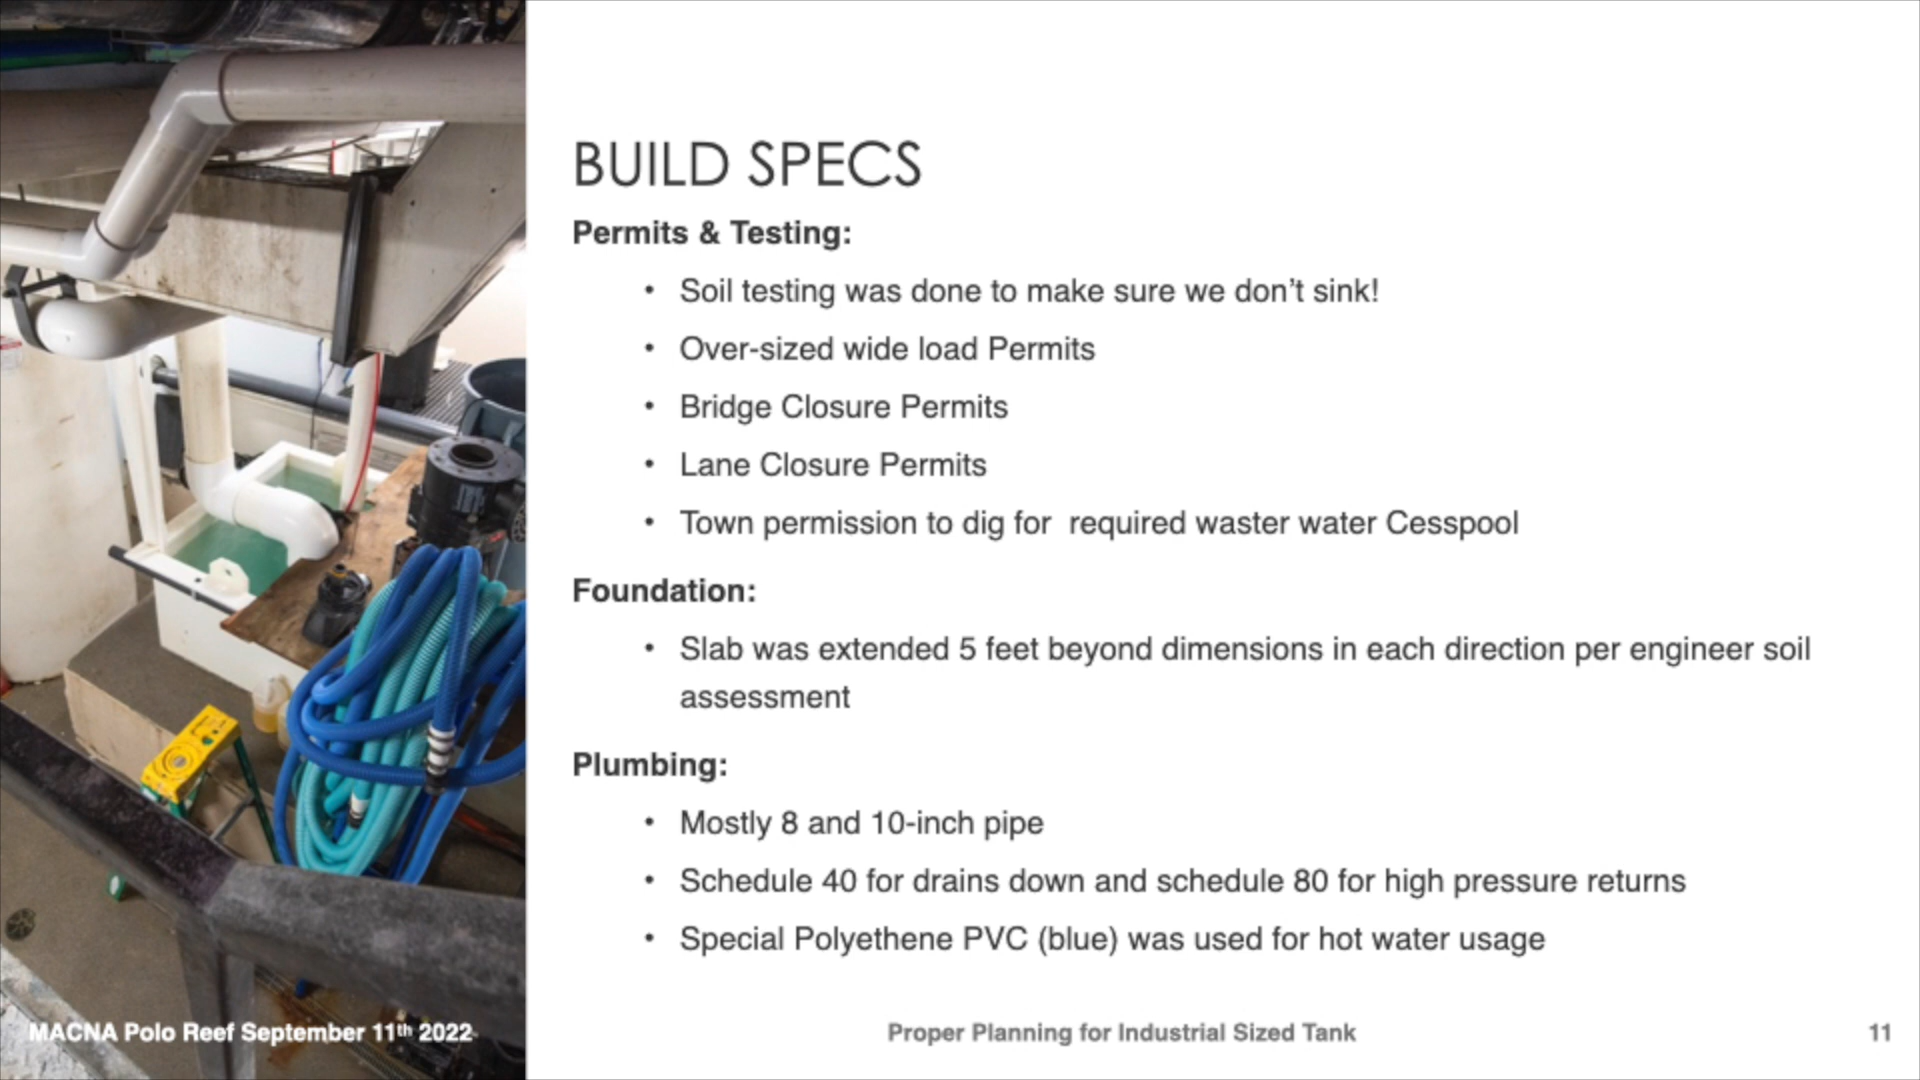 BUILD SPECS
Permits & Testing:
• Soil testing was done to make sure we don’t sink!
• Over-sized wide load Permits
• Bridge Closure Permits
• Lane Closure Permits
• Town permission to dig for  required waster water Cesspool
Foundation:
• Slab was extended 5 feet beyond dimensions in each direction per engineer soil
assessment
Plumbing:
• Mostly 8 and 10-inch pipe
• Schedule 40 for drains down and schedule 80 for high pressure returns
• Special Polyethene PVC (blue) was used for hot water usage
MACNA Polo Reef September 11th 2022
Proper Planning for Industrial Sized Tank
11